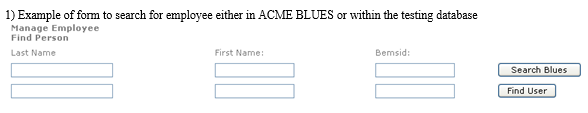 1) Example of form to search for employee either in ACME BLUES or within the testing database
Manage Employee
Find Person
Last Name First Name: Bemsid:
Search Blues
Find User